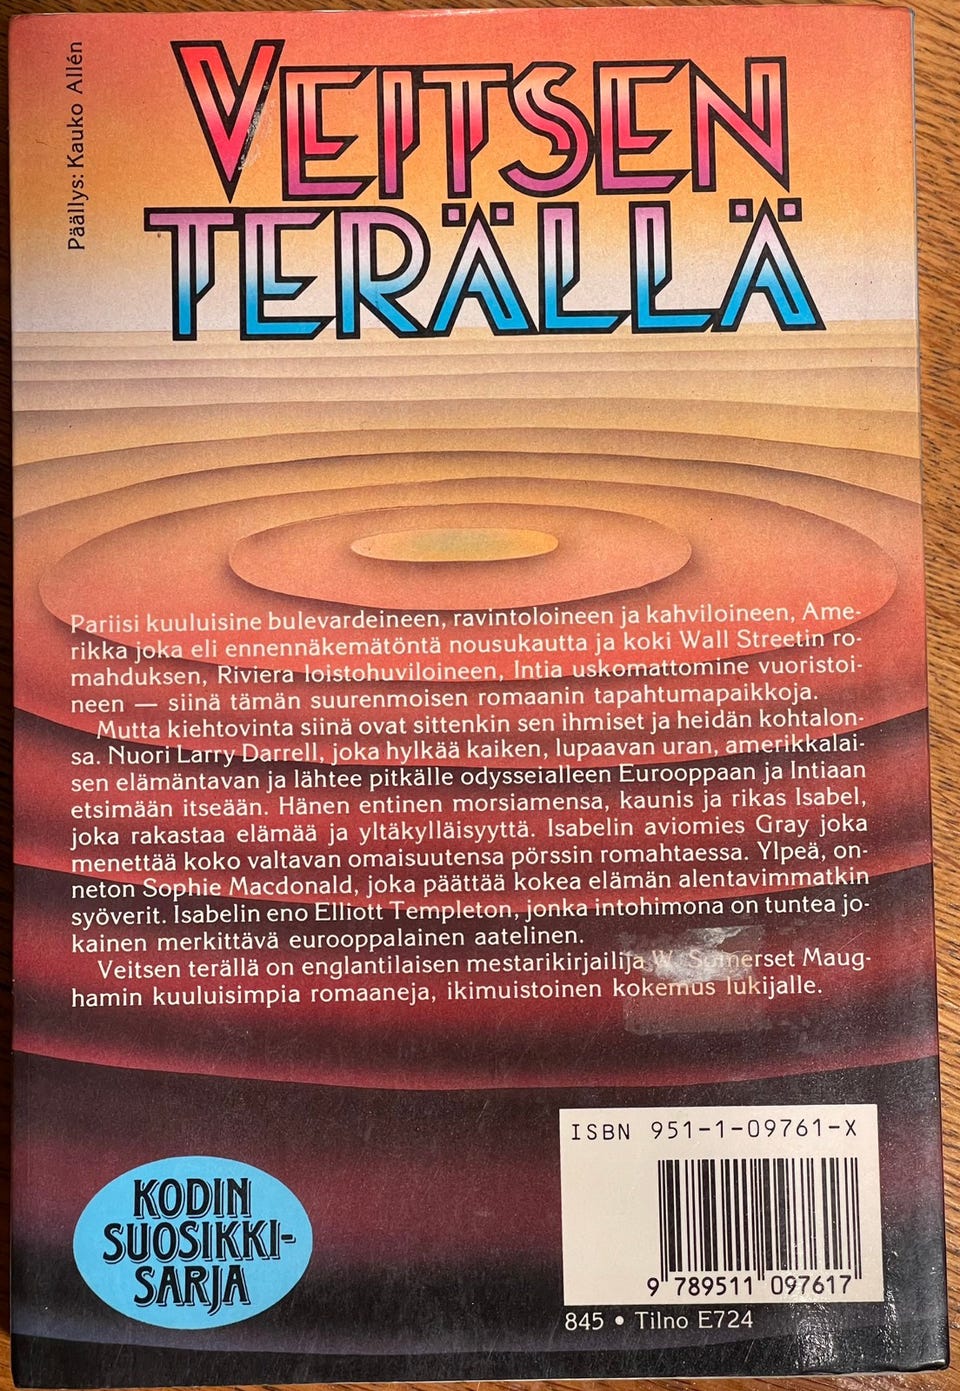 Päällys: Kauko Allén
VEITSEN
TERÄLLÄ
Pariisi kuuluisine bulevardeineen, ravintoloineen ja kahviloineen, Ame-
rikka joka eli ennennäkemätöntä nousukautta ja koki Wall Streetin ro-
mahduksen, Riviera loistohuviloineen, Intia uskomattomine vuoristoi-
neen — siinä tämän suurenmoisen romaanin tapahtumapaikkoja.
Mutta kiehtovinta siinä ovat sittenkin sen ihmiset ja heidän kohtalon-
sa. Nuori Larry Darrell, joka hylkää kaiken, lupaavan uran, amerikkalai-
sen elämäntavan ja lähtee pitkälle odysseialleen Eurooppaan ja Intiaan
etsimään itseään. Hänen entinen morsiamensa, kaunis ja rikas Isabel,
joka rakastaa elämää ja yltäkylläisyyttä. Isabelin aviomies Gray joka
menettää koko valtavan omaisuutensa pörssin romahtaessa. Ylpeä, on-
neton Sophie Macdonald, joka päättää kokea elämän alentavimmatkin
syöverit. Isabelin eno Elliott Templeton, jonka intohimona on tuntea jo-
kainen merkittävä eurooppalainen aatelinen.
Veitsen terällä on englantilaisen mestarikirjailija W. Somerset Maug-
hamin kuuluisimpia romaaneja, ikimuistoinen kokemus lukijalle.
ISBN 951-1-09761-X
9 789511 097617
845 • Tilno E724
KODIN
SUOSIKKI-
SARJA